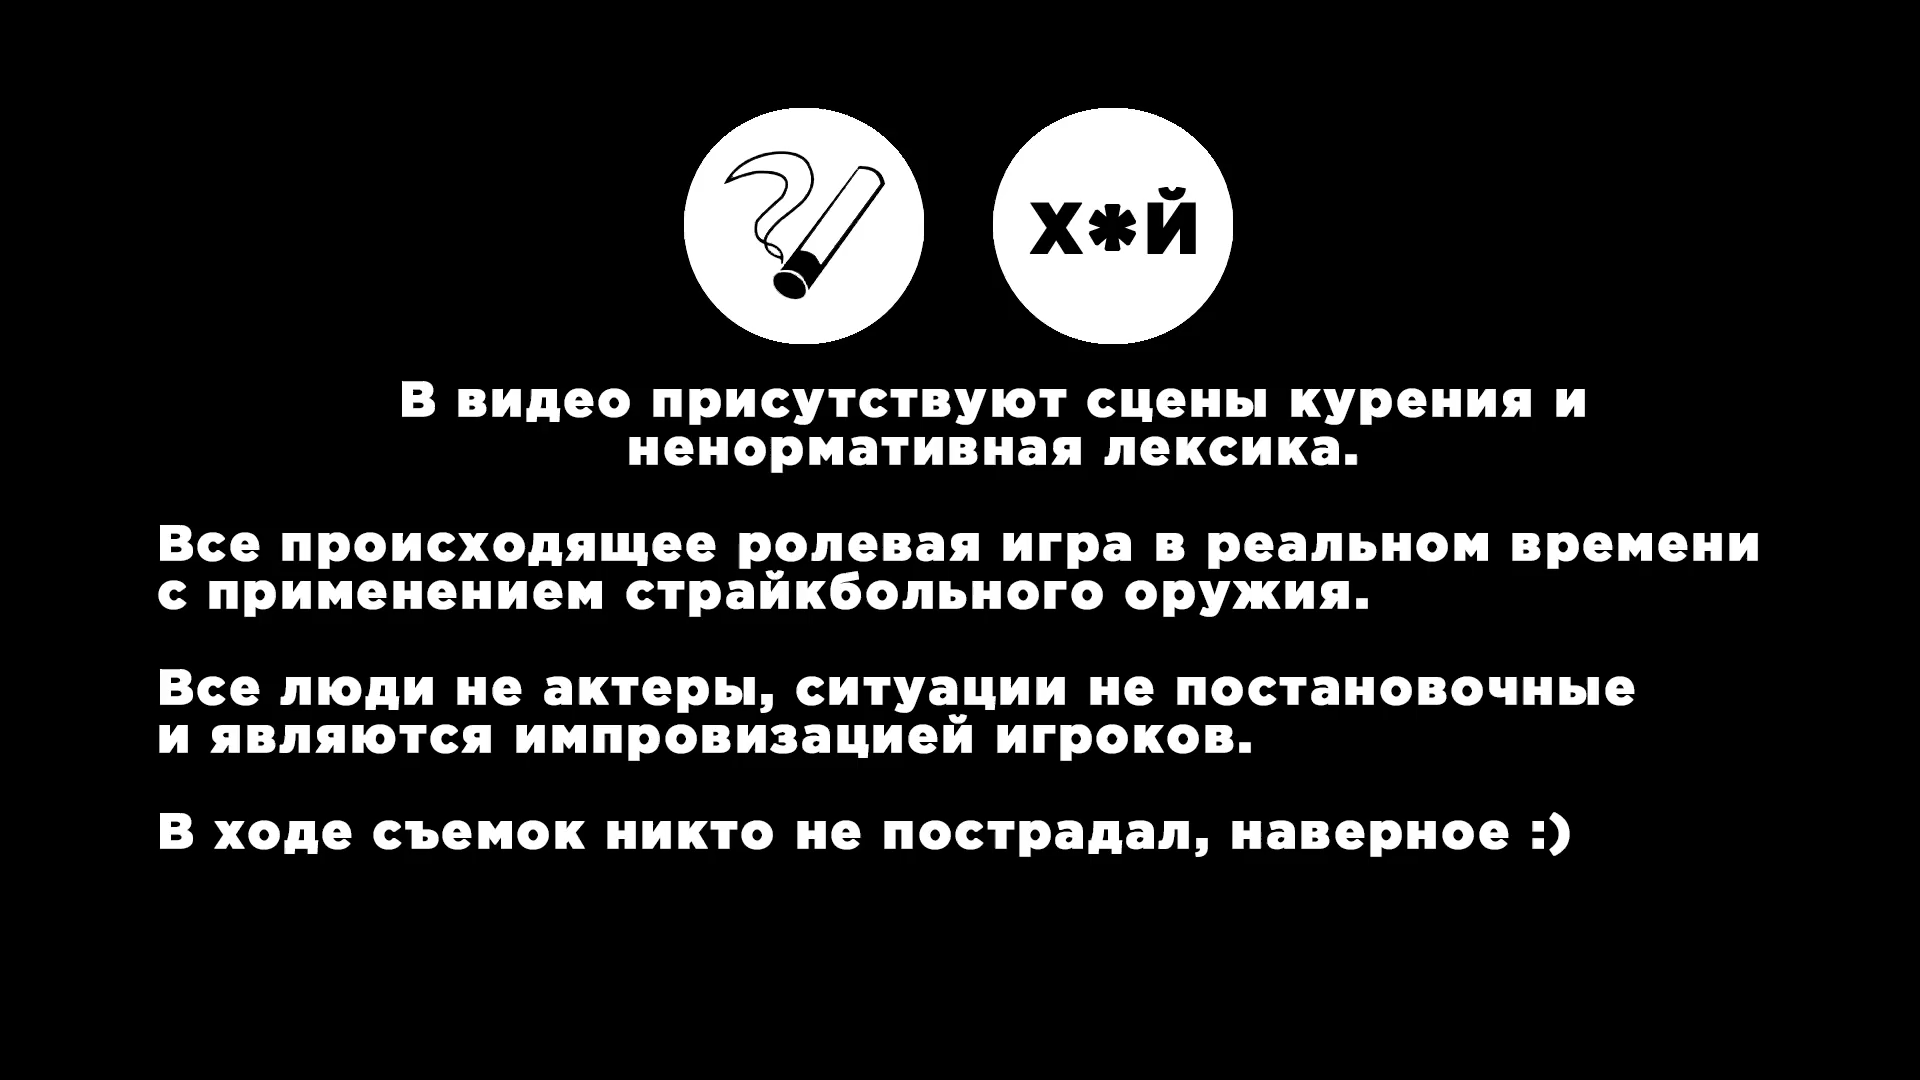 Х*Й
В видео присутствуют сцены курения и
ненормативная лексика.
Все происходящее ролевая игра в реальном времени
с применением страйкбольного оружия.
Все люди не актеры, ситуации не постановочные
и являются импровизацией игроков.
В ходе съемок никто не пострадал, наверное :)